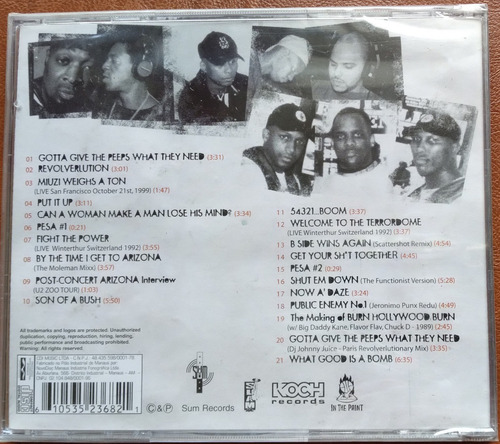 01 GOTTA GIVE THE PEEPS WHAT THEY NEED (3:31)
02 REVOLVERLUTION (3:01)
03 MIUZI WEIGHS A TON
(LIVE San Francisco October 21st, 1999) (1:47)
04 PUT IT UP (3:11)
05 CAN A WOMAN MAKE A MAN LOSE HIS MIND? (3:34)
06 PESA #1 (0:21)
07 FIGHT THE POWER
(LIVE Winterthur Switzerland 1992) (3:55)
08 BY THE TIME I GET TO ARIZONA
(The Moleman Mixx) (3:57)
09 POST-CONCERT ARIZONA Interview
(U2 ZOO TOUR) (1:03)
10 SON OF A BUSH (5:50)
11 54321...BOOM (3:37)
12 WELCOME TO THE TERRORDOME
(LIVE Winterthur Switzerland 1992) (3:37)
13 B SIDE WINS AGAIN (Scattershot Remix) (4:54)
14 GET YOUR SH*T TOGETHER (4:45)
15 PESA #2 (0:29)
16 SHUT EM DOWN (The Functionist Version) (5:28)
17 NOW A' DAZE (3:24)
18 PUBLIC ENEMY No.1 (Jeronimo Punx Redu) (3:49)
19 The Making of BURN HOLLYWOOD BURN
(w/ Big Daddy Kane, Flavor Flav, Chuck D - 1989) (2:45)
20 GOTTA GIVE THE PEEPS WHAT THEY NEED
(Dj Johnny Juice - Paris Revolverlutionary Mix) (3:35)
21 WHAT GOOD IS A BOMB (6:35)
All trademarks and logos are protected. Unauthorized
duplication, copying, reproduction, hiring, lending,
public performance and broadcasting prohibited.
Warning: All rights reserved.
6 10535 23682 1
©&℗
Sum Records
KOCH
records
IN THE PAINT